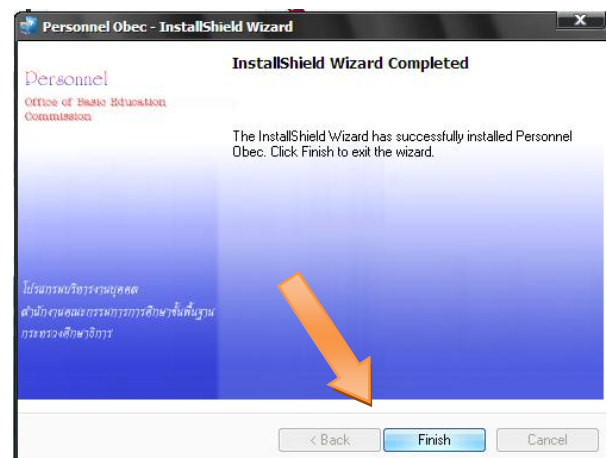 Personnel Obec - InstallShield Wizard
X
InstallShield Wizard Completed
Personnel
Office of Basic Education
Commission
The InstallShield Wizard has successfully installed Personnel
Obec. Click Finish to exit the wizard.
โปรแกรมบริหารงานบุคคล
สำนักงานคณะกรรมการการศึกษาขั้นพื้นฐาน
กระทรวงศึกษาธิการ
< Back
Finish
Cancel